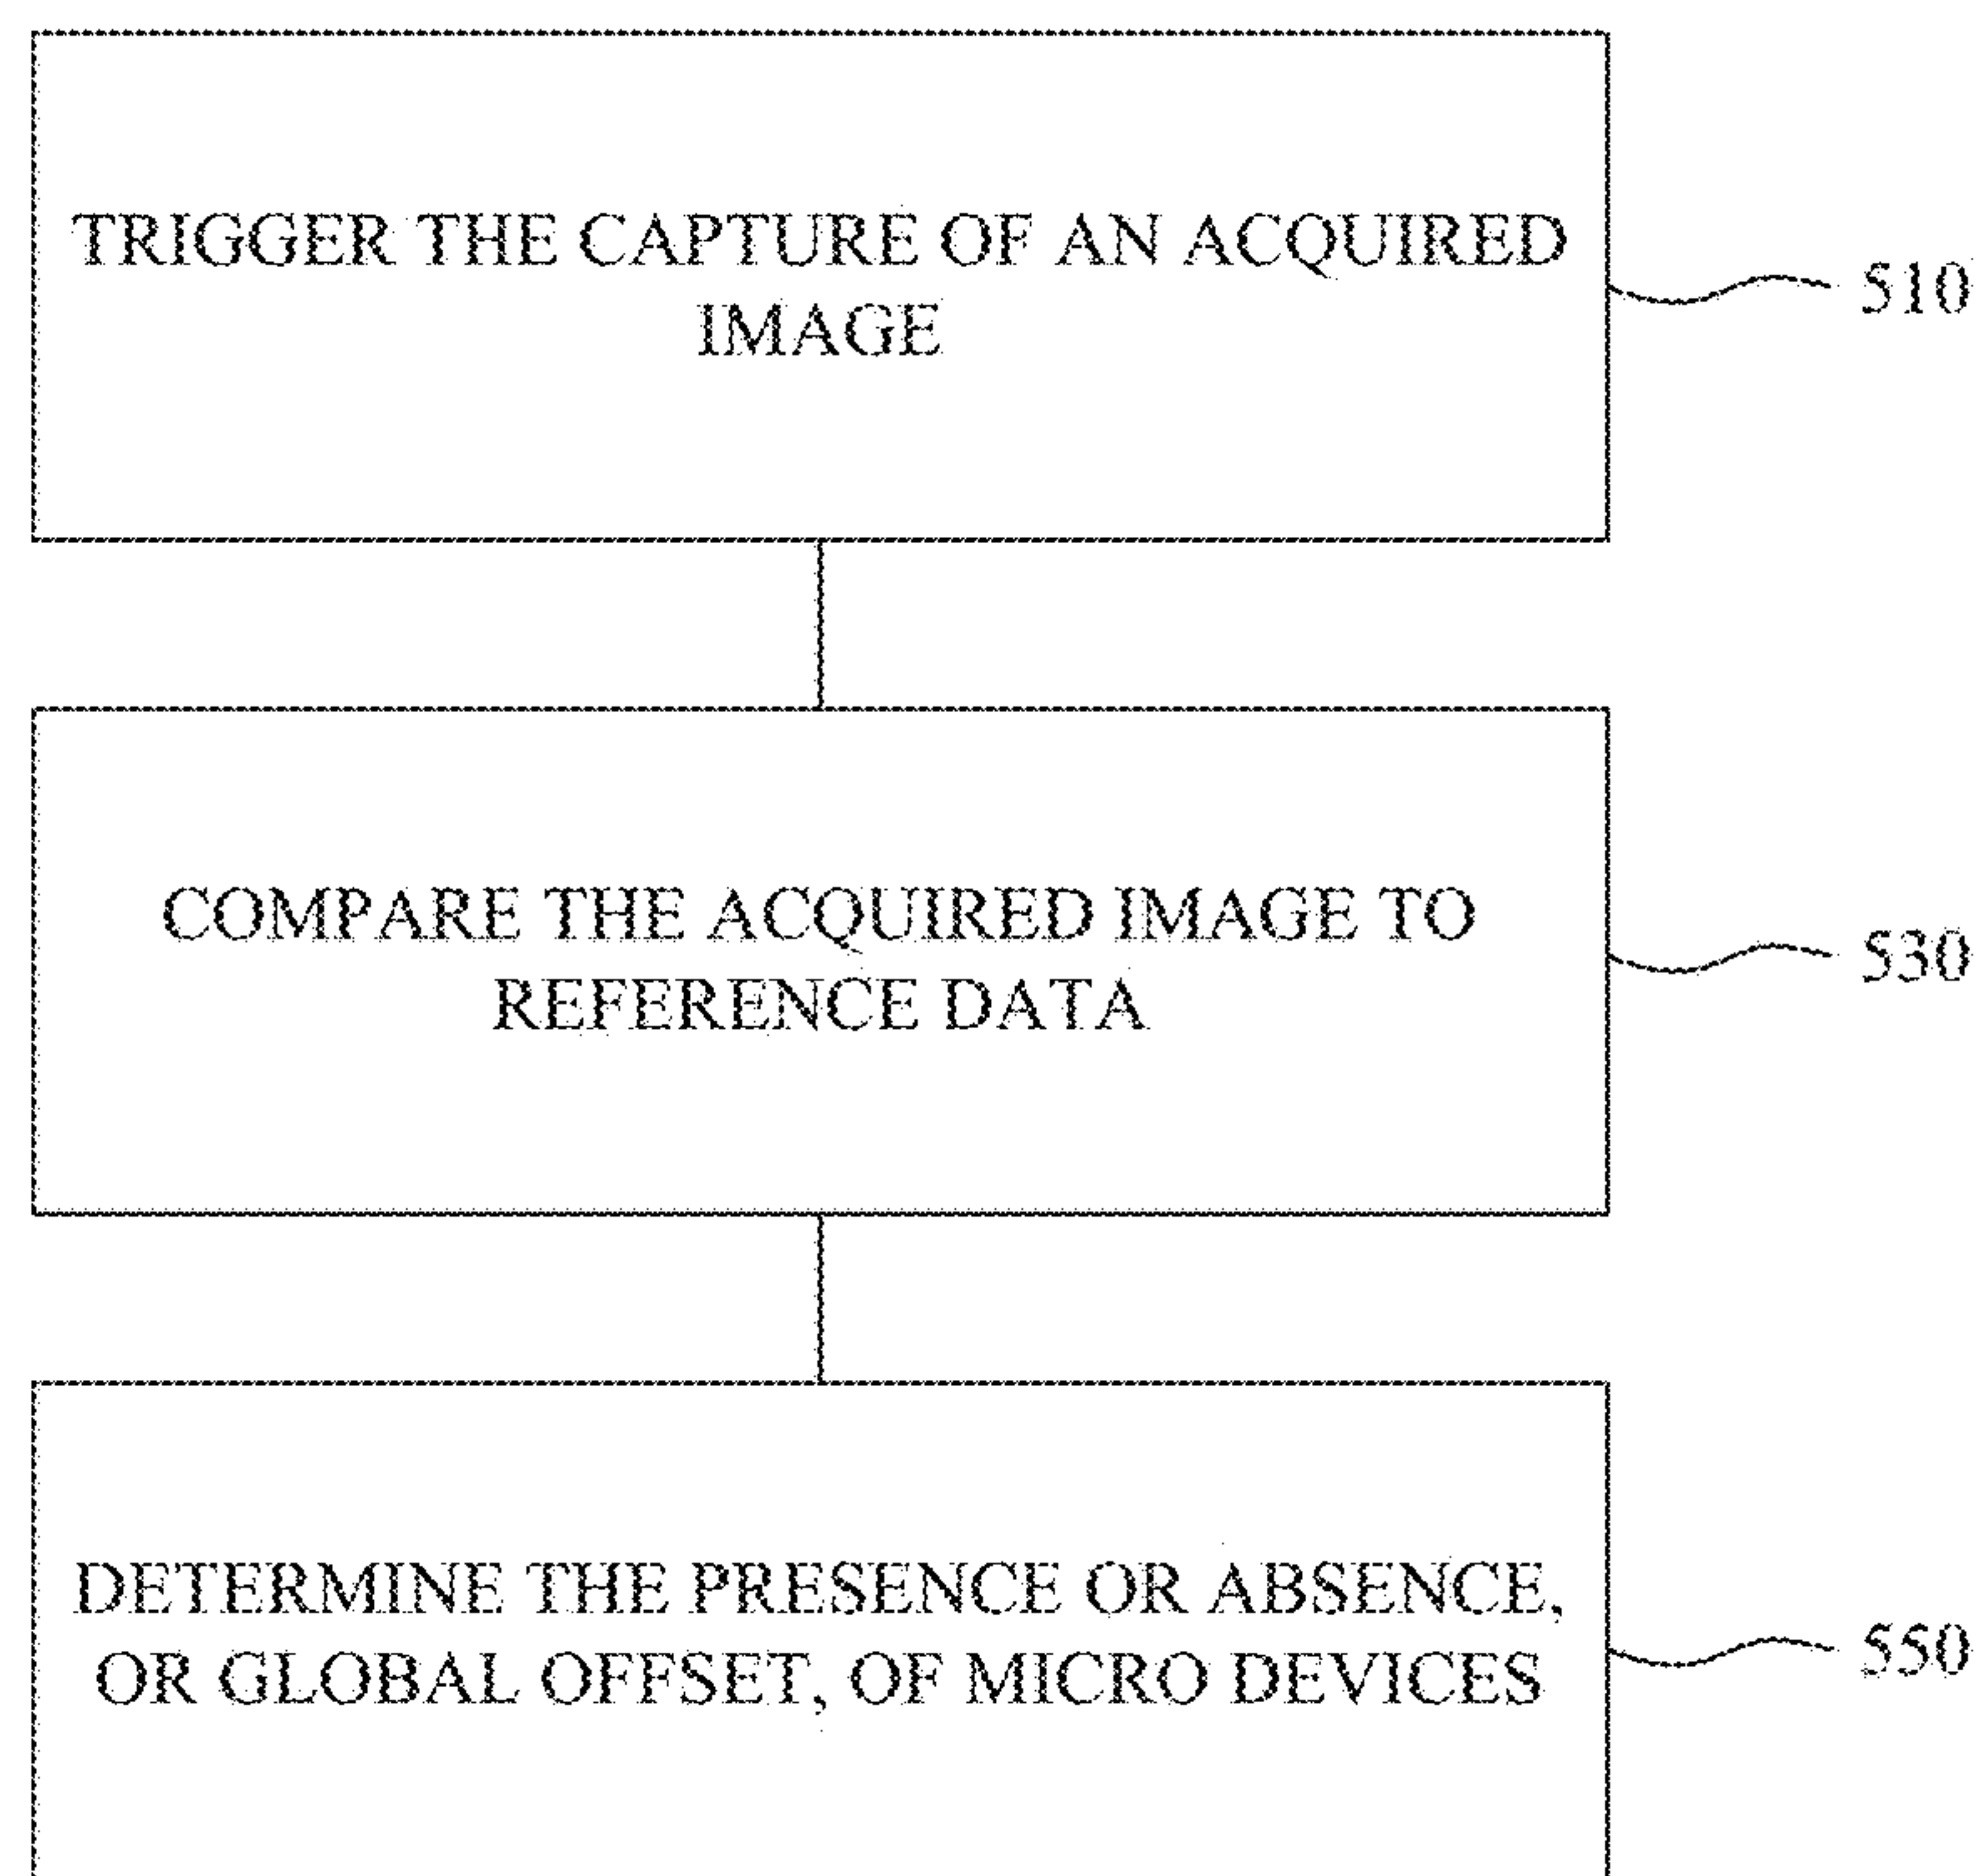 TRIGGER THE CAPTURE OF AN ACQUIRED
IMAGE
510
COMPARE THE ACQUIRED IMAGE TO
REFERENCE DATA
530
DETERMINE THE PRESENCE OR ABSENCE,
OR GLOBAL OFFSET, OF MICRO DEVICES
550